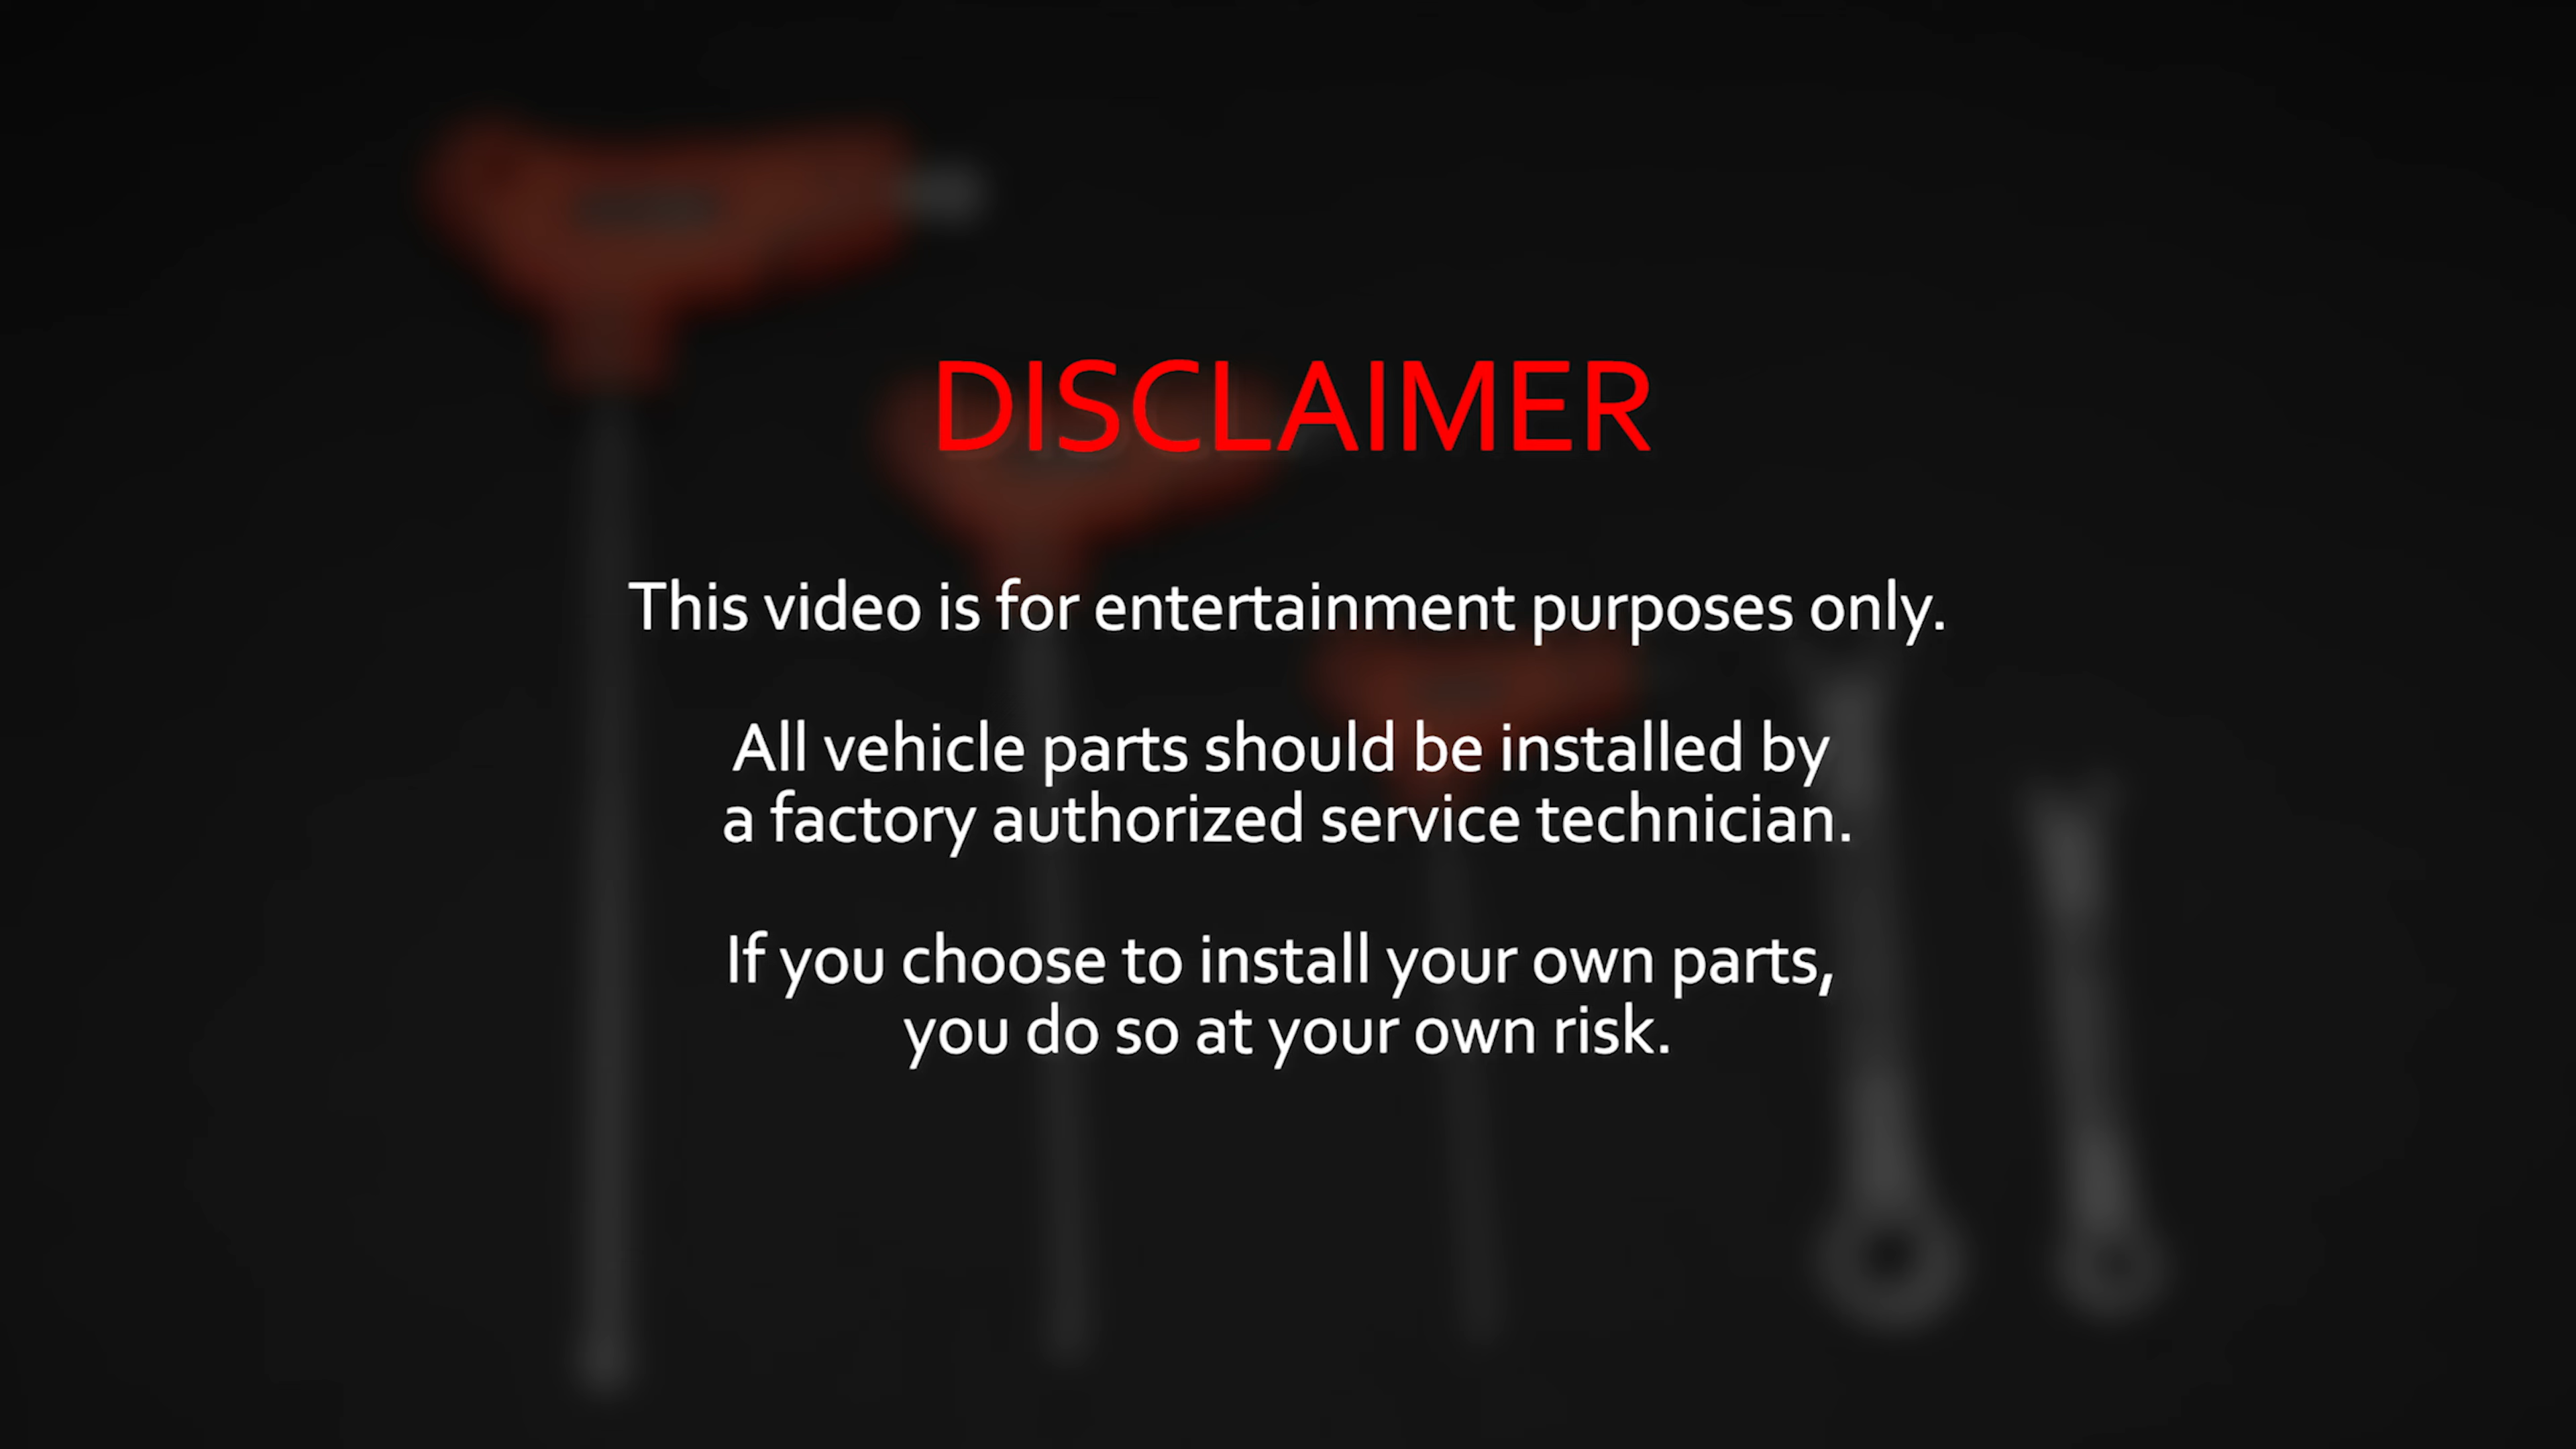 DISCLAIMER
This video is for entertainment purposes only.
All vehicle parts should be installed by
a factory authorized service technician.
If you choose to install your own parts,
you do so at your own risk.